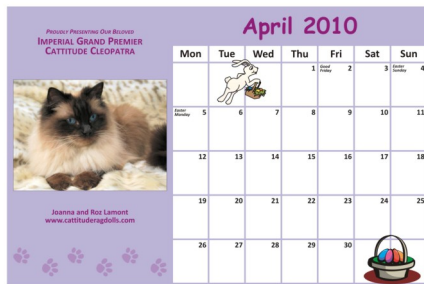 PROUDLY PRESENTING OUR BELOVED
IMPERIAL GRAND PREMIER
CATTITUDE CLEOPATRA
Joanna and Roz Lamont
www.cattituderagdolls.com
April 2010
Mon Tue Wed Thu Fri Sat Sun
1 Good Friday 2 3 Easter Sunday 4
Easter Monday 5 6 7 8 9 10 11
12 13 14 15 16 17 18
19 20 21 22 23 24 25
26 27 28 29 30